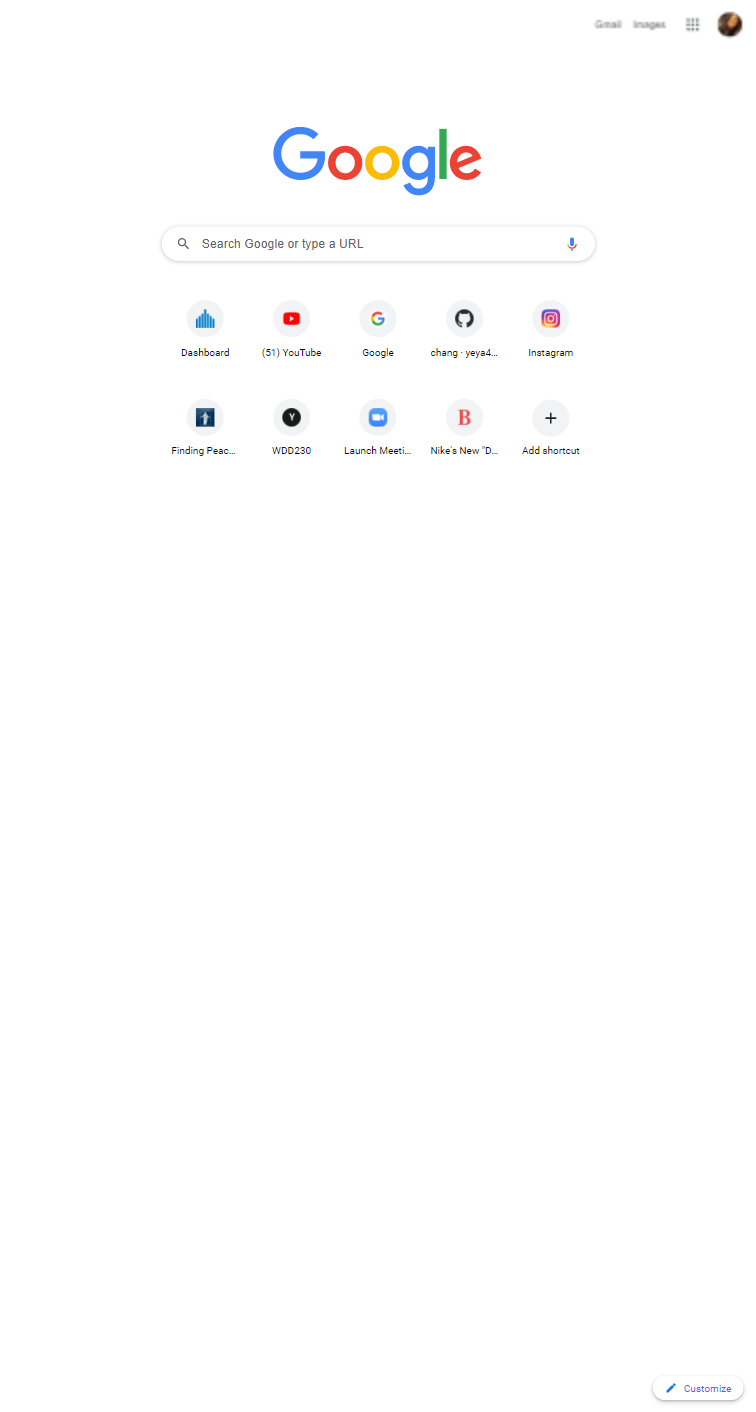 Gmail Images
Google
Search Google or type a URL
Dashboard (51) YouTube Google chang · yeya4... Instagram
Y B
Finding Peac... WDD230 Launch Meeti... Nike's New "D... Add shortcut
Customize